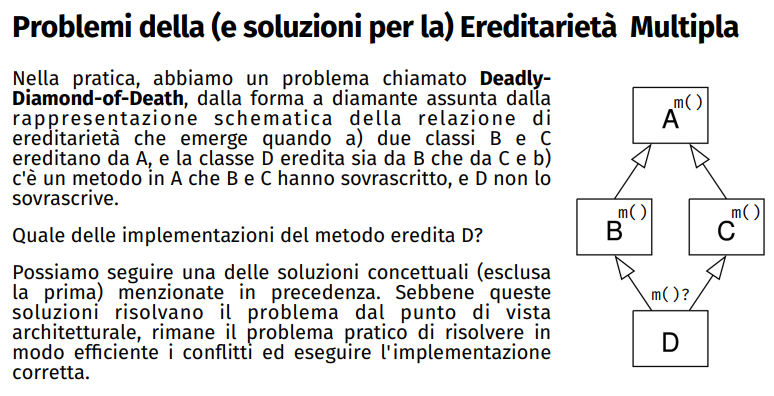 Problemi della (e soluzioni per la) Ereditarietà Multipla
Nella pratica, abbiamo un problema chiamato Deadly-
Diamond-of-Death, dalla forma a diamante assunta dalla
rappresentazione schematica della relazione di
ereditarietà che emerge quando a) due classi B e C
ereditano da A, e la classe D eredita sia da B che da C e b)
c'è un metodo in A che B e C hanno sovrascritto, e D non lo
sovrascrive.
Quale delle implementazioni del metodo eredita D?
Possiamo seguire una delle soluzioni concettuali (esclusa
la prima) menzionate in precedenza. Sebbene queste
soluzioni risolvano il problema dal punto di vista
architetturale, rimane il problema pratico di risolvere in
modo efficiente i conflitti ed eseguire l'implementazione
corretta.
m()
A
m()
B
m()
C
m()?
D